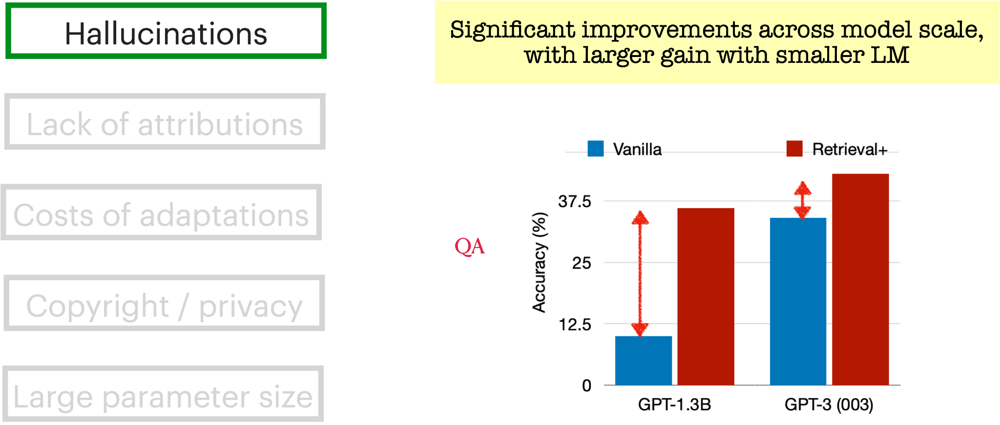 Hallucinations
Lack of attributions
Costs of adaptations
Copyright / privacy
Large parameter size
Significant improvements across model scale,
with larger gain with smaller LM
QA
Vanilla
Retrieval+
Accuracy (%)
37.5
25
12.5
0
GPT-1.3B
GPT-3 (003)